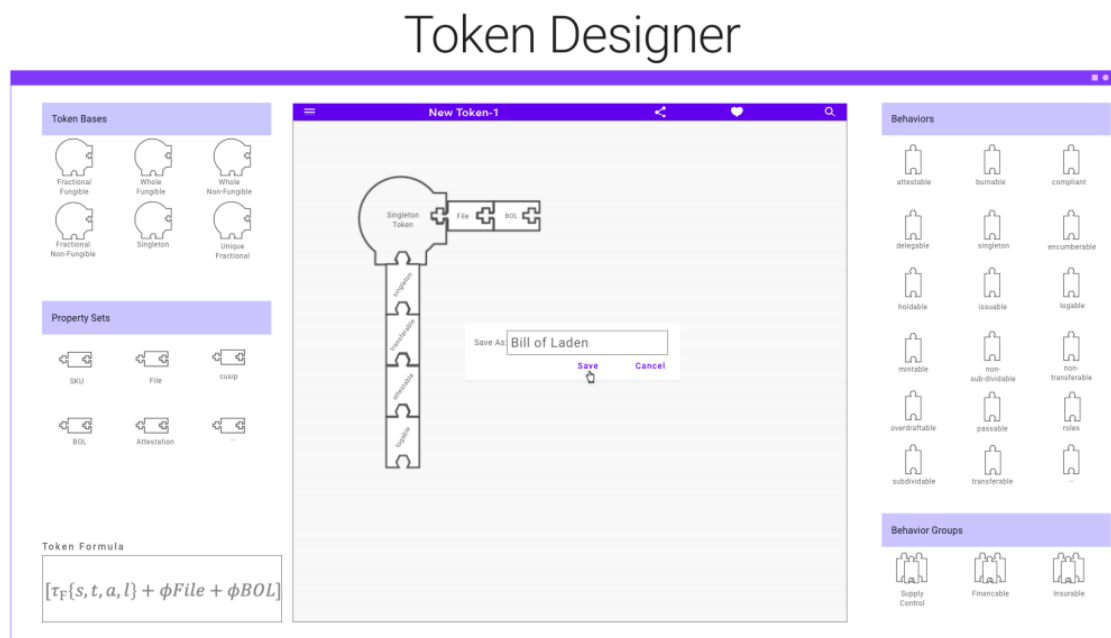 Token Designer
Token Bases
Fractional
Fungible
Whole
Fungible
Whole
Non-Fungible
Fractional
Non-Fungible
Singleton
Unique
Fractional
Property Sets
SKU
File
cusip
BOL
Attestation
...
Token Formula
[τF{s, t, a, l} + ϕFile + ϕBOL]
New Token-1
Singleton
Token
File
BOL
singleton
transferable
attestable
logable
Save As:
Bill of Laden
Save
Cancel
Behaviors
attestable
burnable
compliant
delegable
singleton
encumberable
holdable
issuable
logable
mintable
non-
sub-dividable
non-
transferable
overdraftable
passable
roles
subdividable
transferable
...
Behavior Groups
Supply
Control
Financable
Insurable